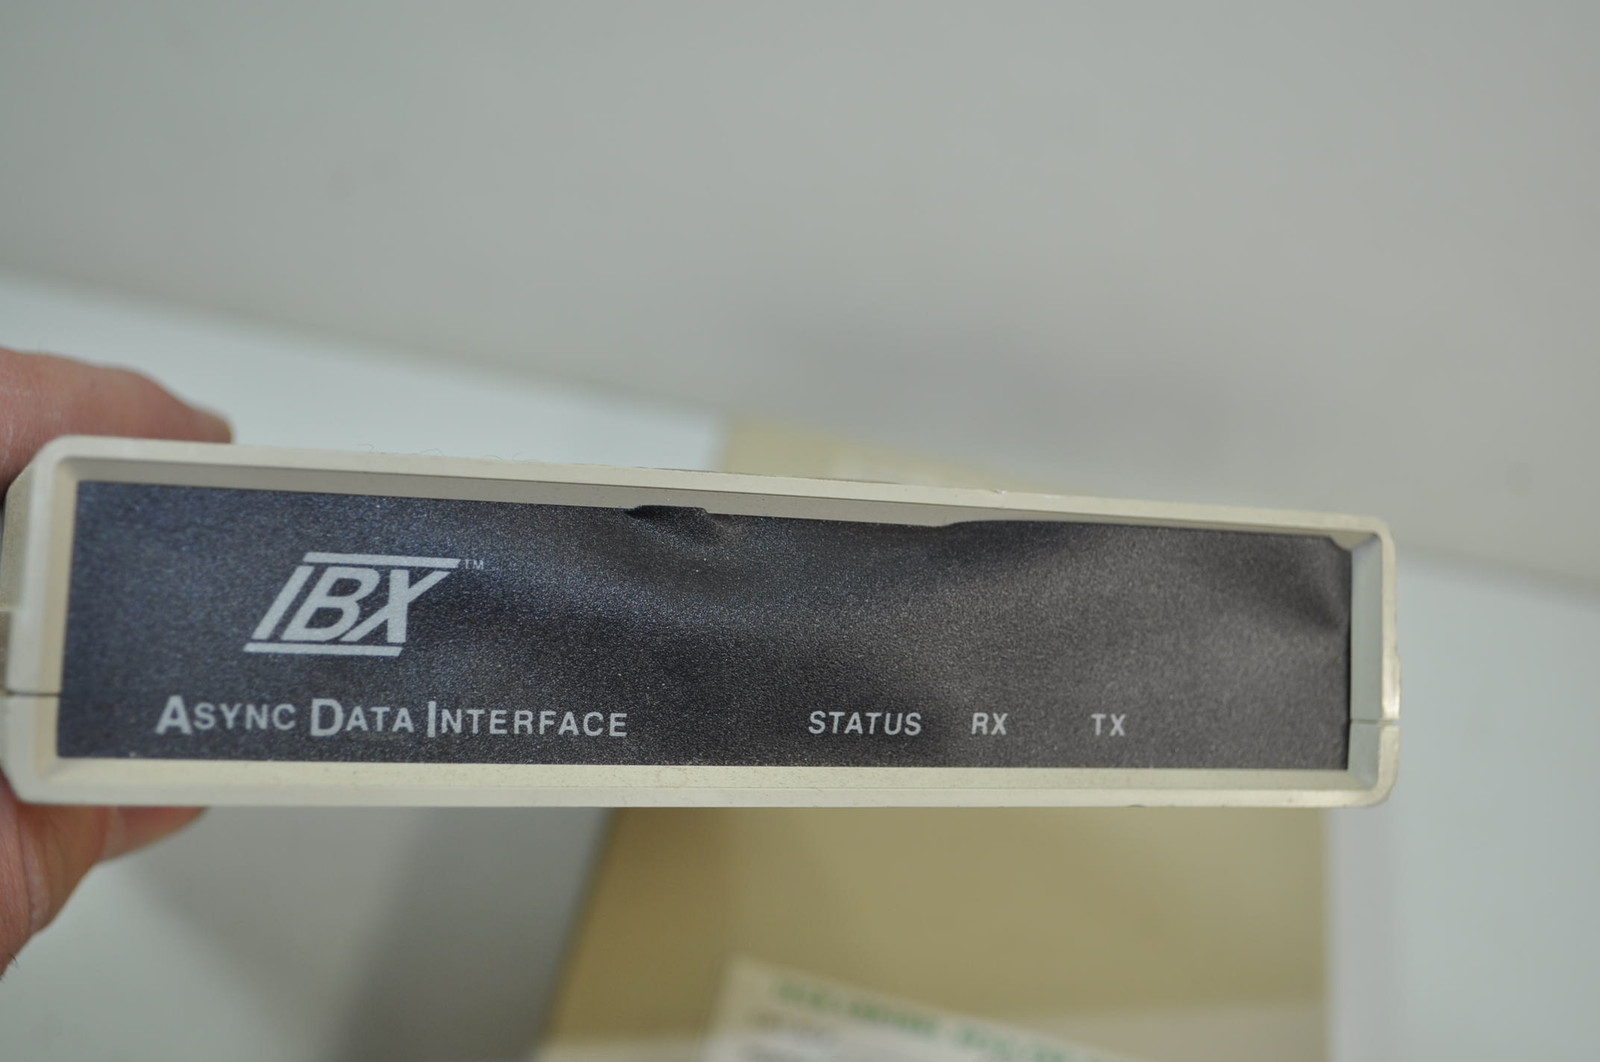 IBX™
ASYNC DATA INTERFACE STATUS RX TX